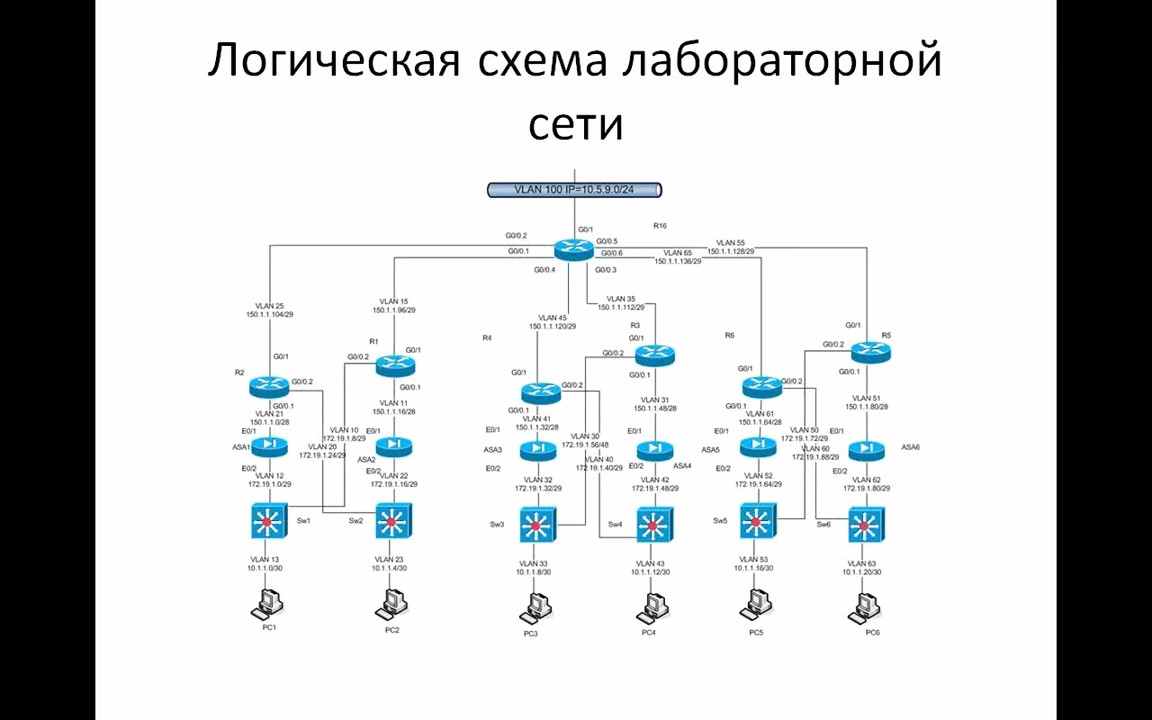 Логическая схема лабораторной
сети
VLAN 100 IP=10.5.9.0/24
G0/1
R16
G0/0.2
G0/0.5
VLAN 55
150.1.1.128/29
G0/0.1
G0/0.6
VLAN 65
150.1.1.136/29
G0/0.4
G0/0.3
VLAN 25
150.1.1.104/29
VLAN 15
150.1.1.96/29
VLAN 45
150.1.1.120/29
VLAN 35
150.1.1.112/29
R1
R4
R3
R6
R5
G0/1
G0/1
G0/1
G0/1
G0/2
G0/0.2
G0/0.2
G0/0.2
R2
G0/0.2
G0/0.1
G0/1
G0/0.2
G0/0.1
G0/1
G0/0.2
G0/0.1
G0/0.1
VLAN 21
150.1.1.0/28
VLAN 11
150.1.1.16/28
G0/0.1
VLAN 41
150.1.1.32/28
VLAN 31
150.1.1.48/28
G0/0.1
VLAN 61
150.1.1.64/28
VLAN 51
150.1.1.80/28
E0/1
VLAN 10
172.19.1.8/29
E0/1
E0/1
VLAN 30
172.19.1.56/48
E0/1
E0/1
VLAN 50
172.19.1.72/29
E0/1
ASA1
VLAN 20
172.19.1.24/29
ASA2
ASA3
VLAN 40
172.19.1.40/29
ASA4
ASA5
VLAN 60
172.19.1.88/29
ASA6
E0/2
E0/2
E0/2
E0/2
E0/2
E0/2
VLAN 12
172.19.1.0/29
VLAN 22
172.19.1.16/29
VLAN 32
172.19.1.32/29
VLAN 42
172.19.1.48/29
VLAN 52
172.19.1.64/29
VLAN 62
172.19.1.80/29
Sw1
Sw2
Sw3
Sw4
Sw5
Sw6
VLAN 13
10.1.1.0/30
VLAN 23
10.1.1.4/30
VLAN 33
10.1.1.8/30
VLAN 43
10.1.1.12/30
VLAN 53
10.1.1.16/30
VLAN 63
10.1.1.20/30
PC1
PC2
PC3
PC4
PC5
PC6